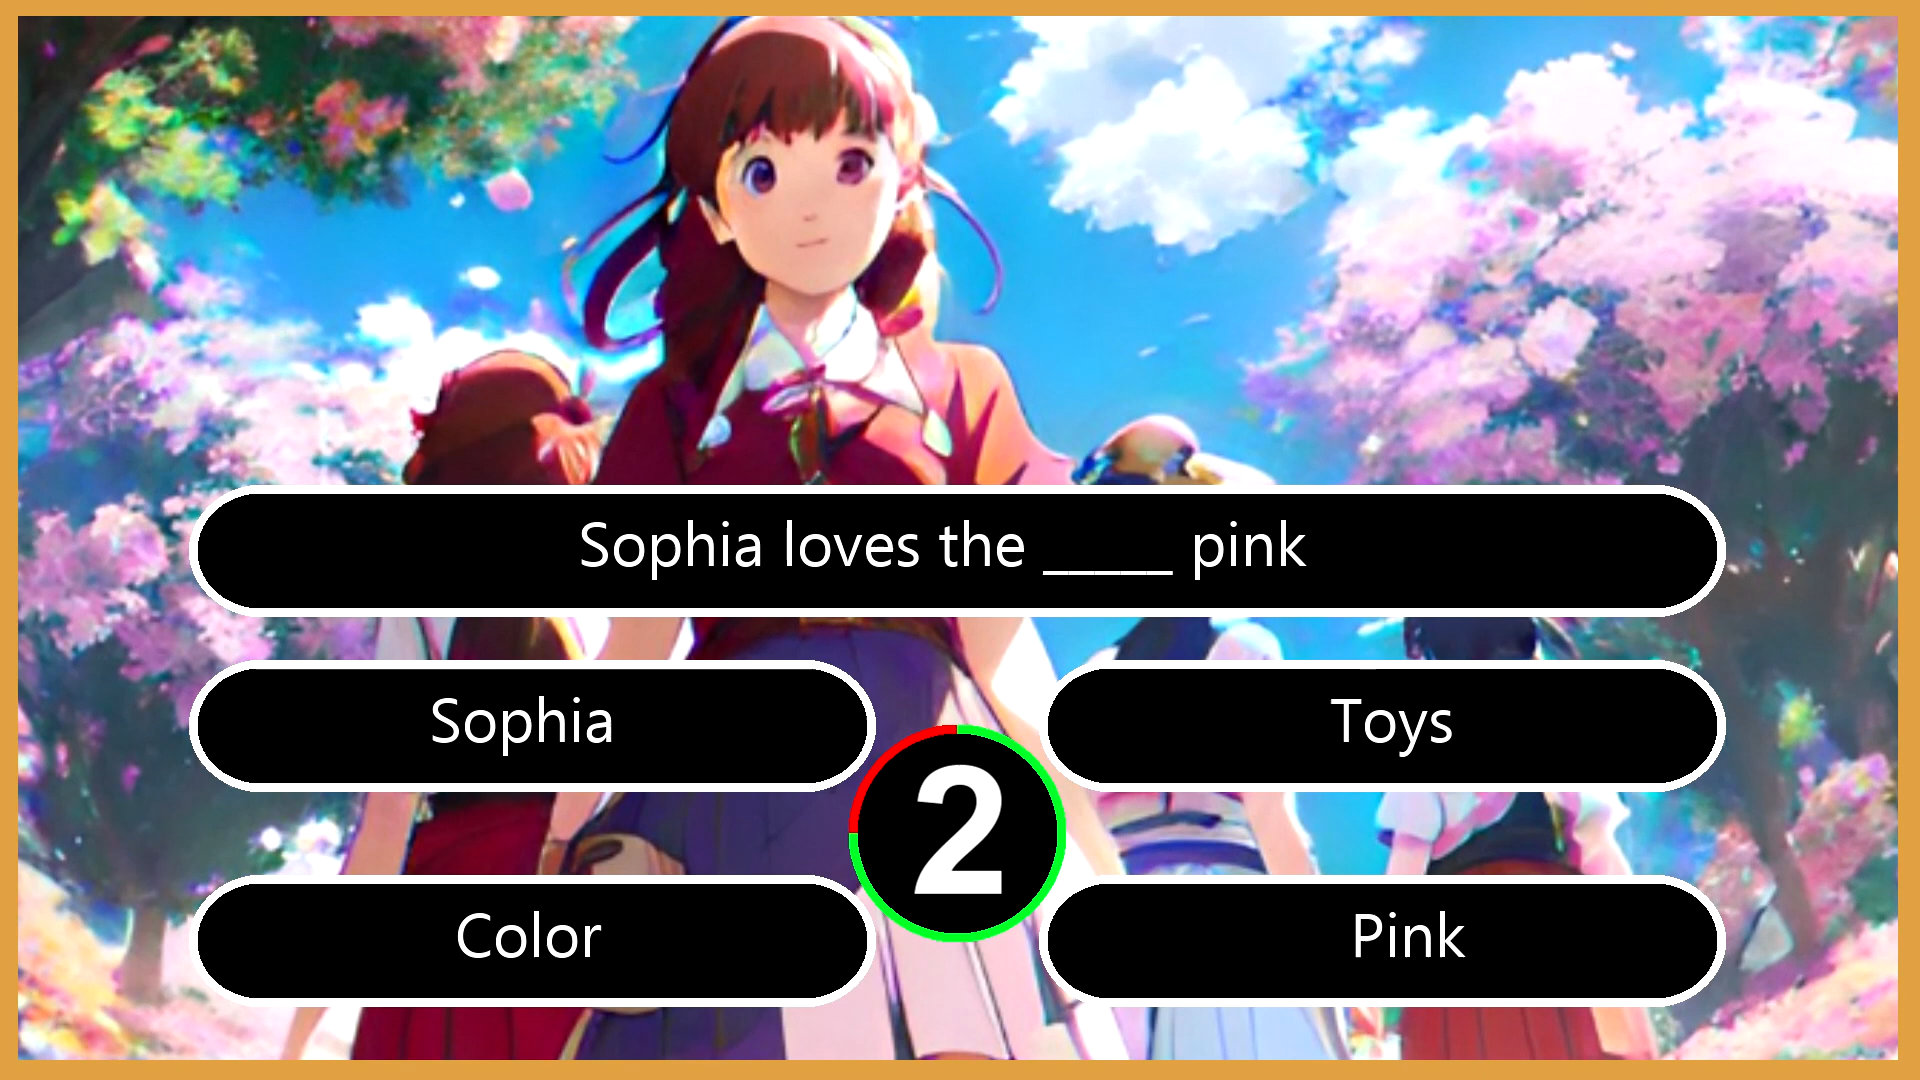 Sophia loves the _____ pink
Sophia
Toys
2
Color
Pink